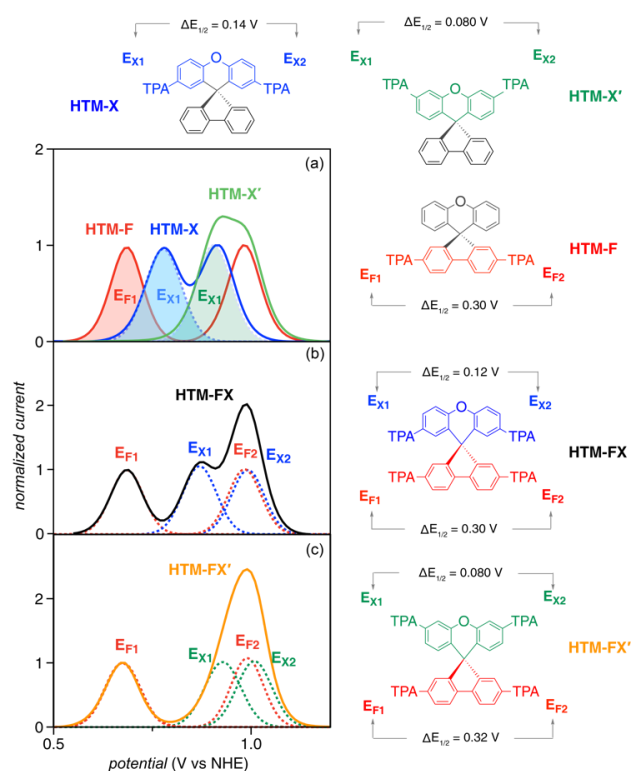 ΔE1/2 = 0.14 V
EX1 EX2
O
TPA TPA
HTM-X
ΔE1/2 = 0.080 V
EX1 EX2
TPA O TPA
HTM-X′
2
(a)
HTM-X′
HTM-F HTM-X
1
EF1 EX1 EX1
0
O
HTM-F
TPA TPA
EF1 EF2
ΔE1/2 = 0.30 V
(b)
HTM-FX
2
EF1 EX1 EF2 EX2
1
0
normalized current
ΔE1/2 = 0.12 V
EX1 EX2
O
TPA TPA
HTM-FX
TPA TPA
EF1 EF2
ΔE1/2 = 0.30 V
(c)
HTM-FX′
2
EF1 EX1 EF2 EX2
1
0
0.5 1.0
potential (V vs NHE)
ΔE1/2 = 0.080 V
EX1 EX2
TPA O TPA
HTM-FX′
TPA TPA
EF1 EF2
ΔE1/2 = 0.32 V